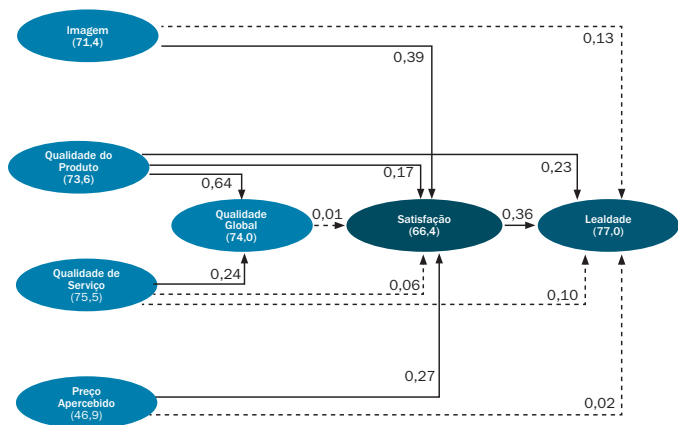 Imagem
(71,4)
0,13
0,39
Qualidade do
Produto
(73,6)
0,17
0,23
0,64
Qualidade
Global
(74,0)
0,01
Satisfação
(66,4)
0,36
Lealdade
(77,0)
Qualidade de
Serviço
(75,5)
0,24
0,06
0,10
Preço
Apercebido
(46,9)
0,27
0,02